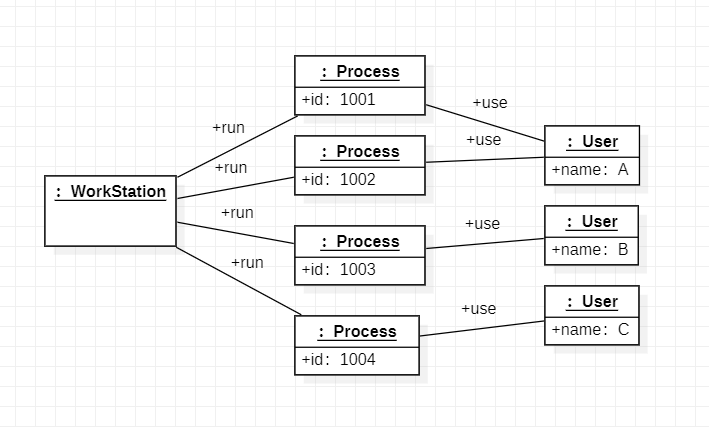 : Process
+id: 1001
+use
+run
: User
+name: A
+use
: Process
+id: 1002
+run
: WorkStation
+run
: Process
+id: 1003
+use
: User
+name: B
+run
: Process
+id: 1004
+use
: User
+name: C